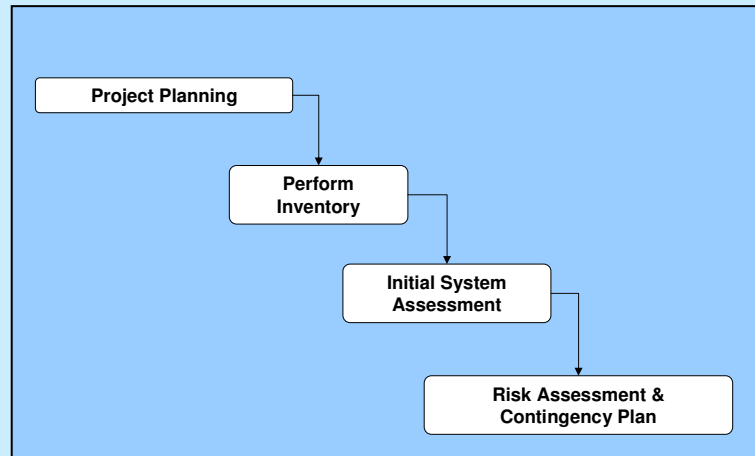 Project Planning
Perform
Inventory
Initial System
Assessment
Risk Assessment &
Contingency Plan